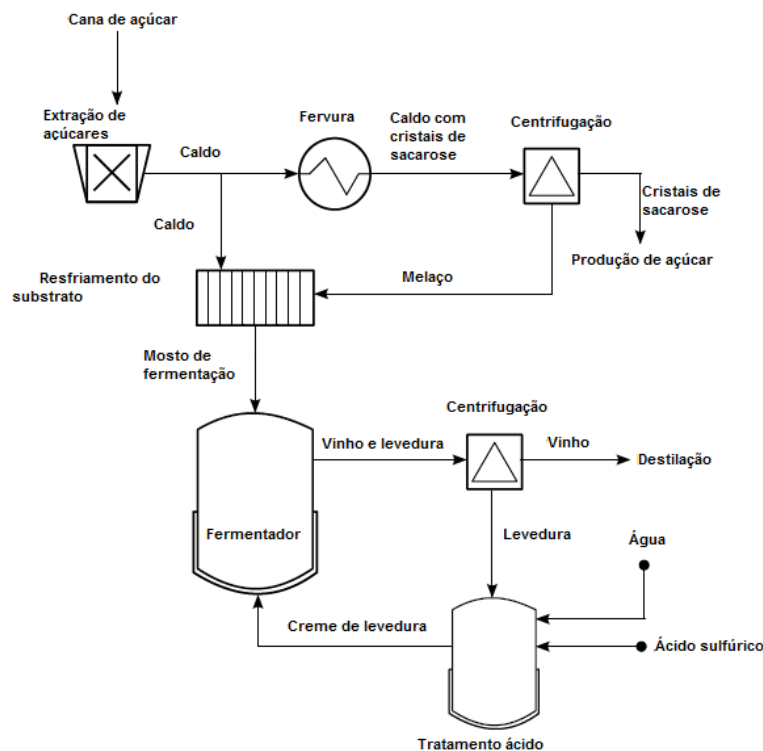 Cana de açúcar
Extração de
açúcares
Caldo
Fervura
Caldo com
cristais de
sacarose
Centrifugação
Cristais de
sacarose
Produção de açúcar
Caldo
Melaço
Resfriamento do
substrato
Mosto de
fermentação
Centrifugação
Vinho e levedura
Vinho
Destilação
Fermentador
Levedura
Água
Creme de levedura
Ácido sulfúrico
Tratamento ácido